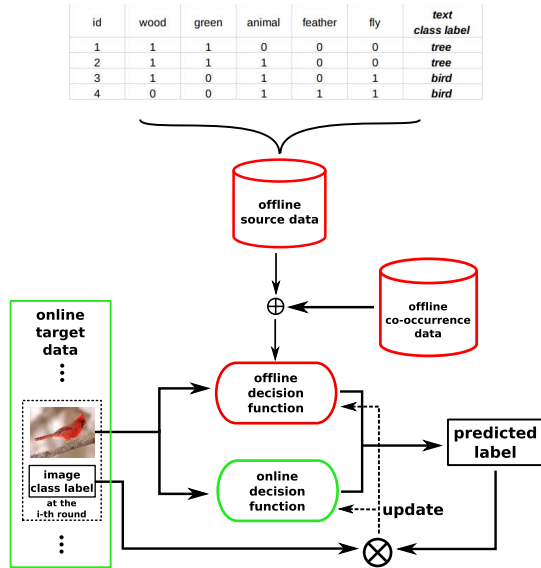 id wood green animal feather fly text class label
1 1 1 0 0 0 tree
2 1 1 1 0 0 tree
3 1 0 1 0 1 bird
4 0 0 1 1 1 bird
offline
source data
offline
co-occurrence
data
online
target
data
offline
decision
function
image
class label
at the
i-th round
online
decision
function
predicted
label
update